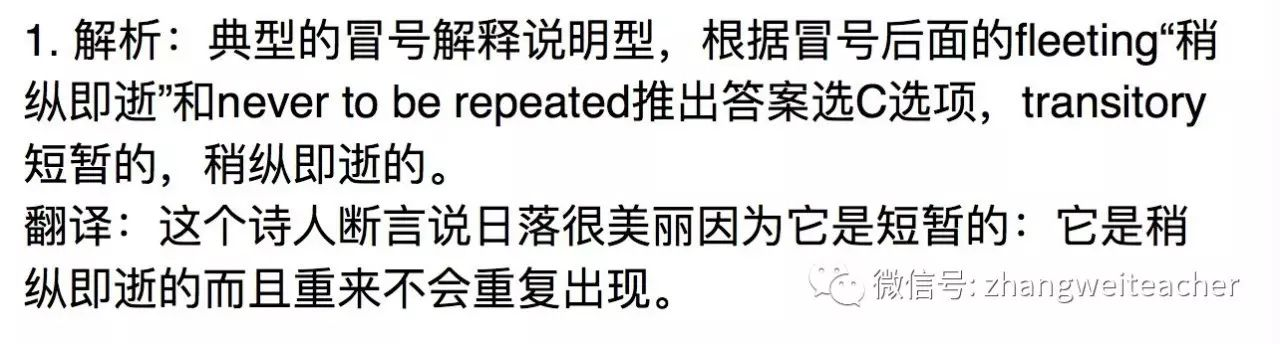 1. 解析：典型的冒号解释说明型，根据冒号后面的fleeting“稍
纵即逝”和never to be repeated推出答案选C选项，transitory
短暂的，稍纵即逝的。
翻译：这个诗人断言说日落很美丽因为它是短暂的：它是稍
纵即逝的而且重来不会重复出现。
微信号: zhangweiteacher